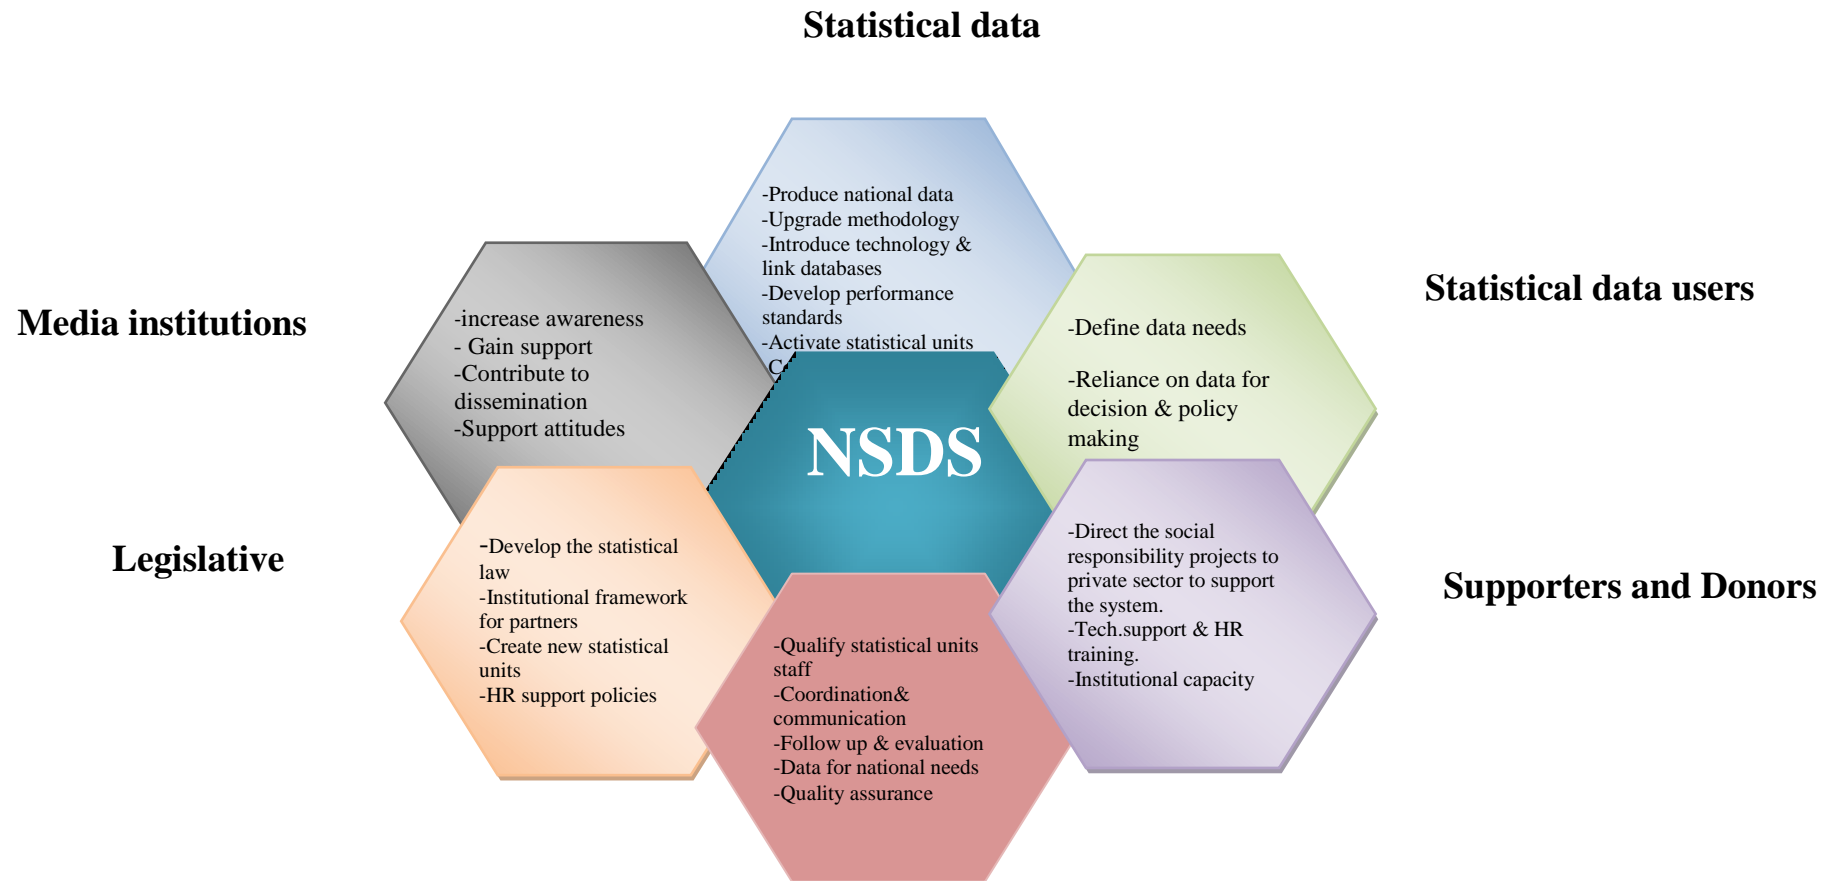 Statistical data
-Produce national data
-Upgrade methodology
-Introduce technology &
link databases
-Develop performance
standards
-Activate statistical units
Media institutions
-increase awareness
- Gain support
-Contribute to
dissemination
-Support attitudes
Statistical data users
-Define data needs
-Reliance on data for
decision & policy
making
NSDS
Legislative
-Develop the statistical
law
-Institutional framework
for partners
-Create new statistical
units
-HR support policies
Supporters and Donors
-Direct the social
responsibility projects to
private sector to support
the system.
-Tech.support & HR
training.
-Institutional capacity
-Qualify statistical units
staff
-Coordination&
communication
-Follow up & evaluation
-Data for national needs
-Quality assurance